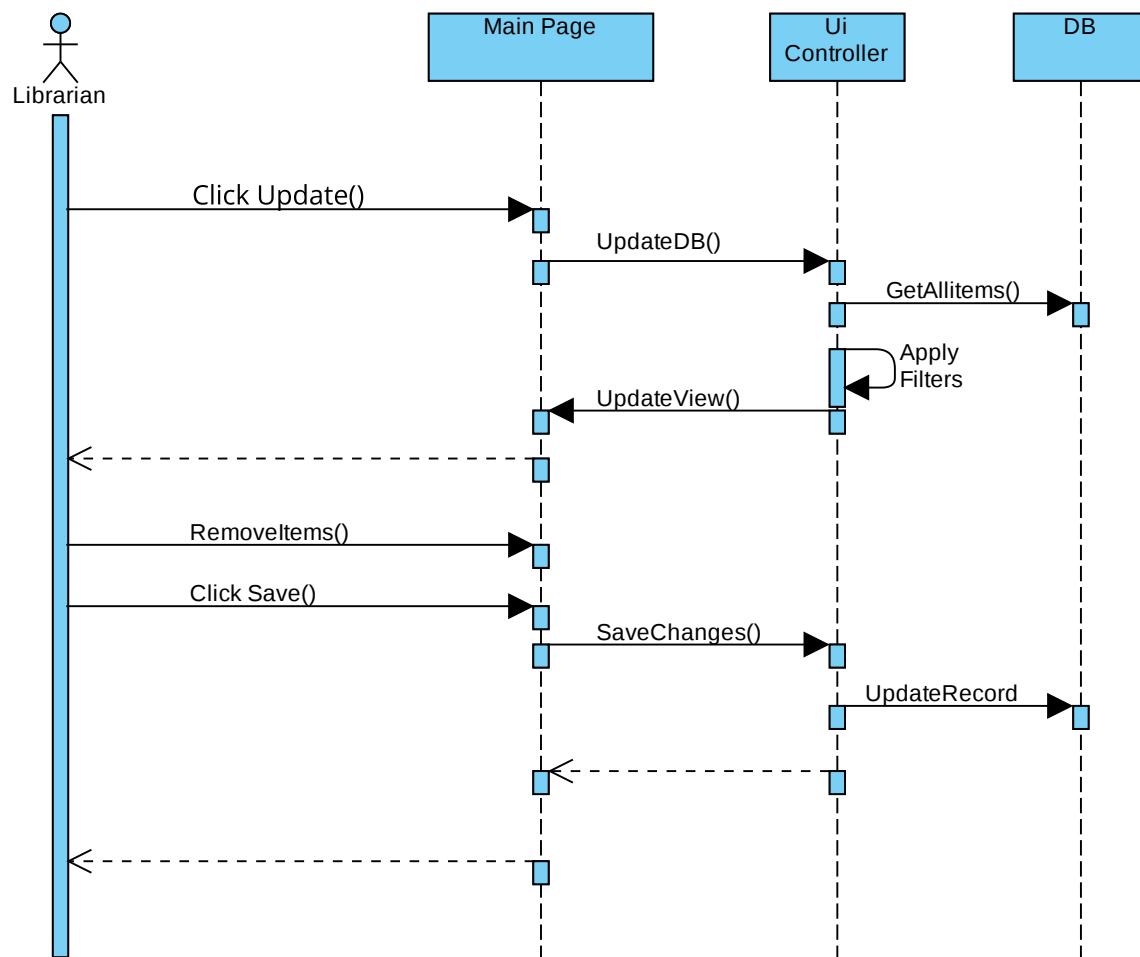 Main Page
Ui
Controller
DB
Librarian
Click Update()
UpdateDB()
GetAllitems()
Apply
Filters
UpdateView()
RemoveItems()
Click Save()
SaveChanges()
UpdateRecord